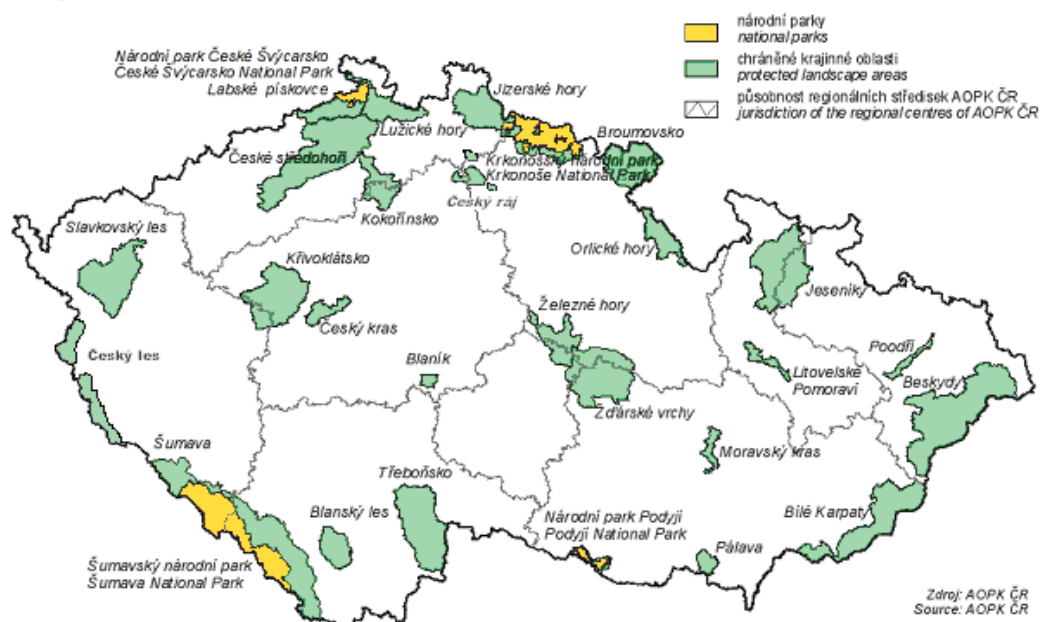 národní parky
national parks
chráněné krajinné oblasti
protected landscape areas
působnost regionálních středisek AOPK ČR
jurisdiction of the regional centres of AOPK ČR
Národní park České Švýcarsko
České Švýcarsko National Park
Labské pískovce
Jizerské hory
Lužické hory
Broumovsko
České středohoří
Krkonošský národní park
Krkonoše National Park
Český ráj
Kokořínsko
Slavkovský les
Orlické hory
Křivoklátsko
Jeseníky
Železné hory
Český kras
Český les
Blaník
Poodří
Litovelské
Pomoraví
Beskydy
Žďárské vrchy
Šumava
Moravský kras
Třeboňsko
Blanský les
Národní park Podyjí
Podyjí National Park
Bílé Karpaty
Pálava
Šumavský národní park
Šumava National Park
Zdroj: AOPK ČR
Source: AOPK ČR